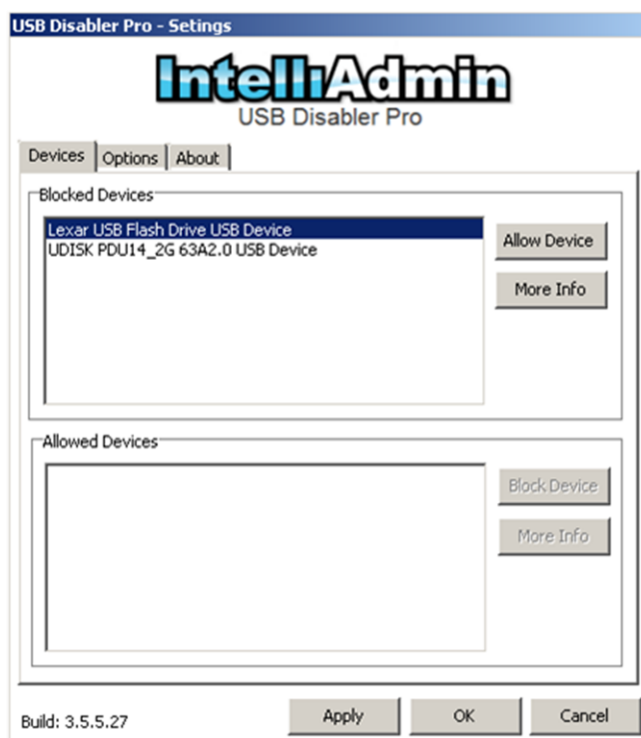 USB Disabler Pro - Setings
IntelliAdmin
USB Disabler Pro
Devices Options About
Blocked Devices
Lexar USB Flash Drive USB Device
UDISK PDU14_2G 63A2.0 USB Device
Allow Device
More Info
Allowed Devices
Block Device
More Info
Build: 3.5.5.27
Apply OK Cancel